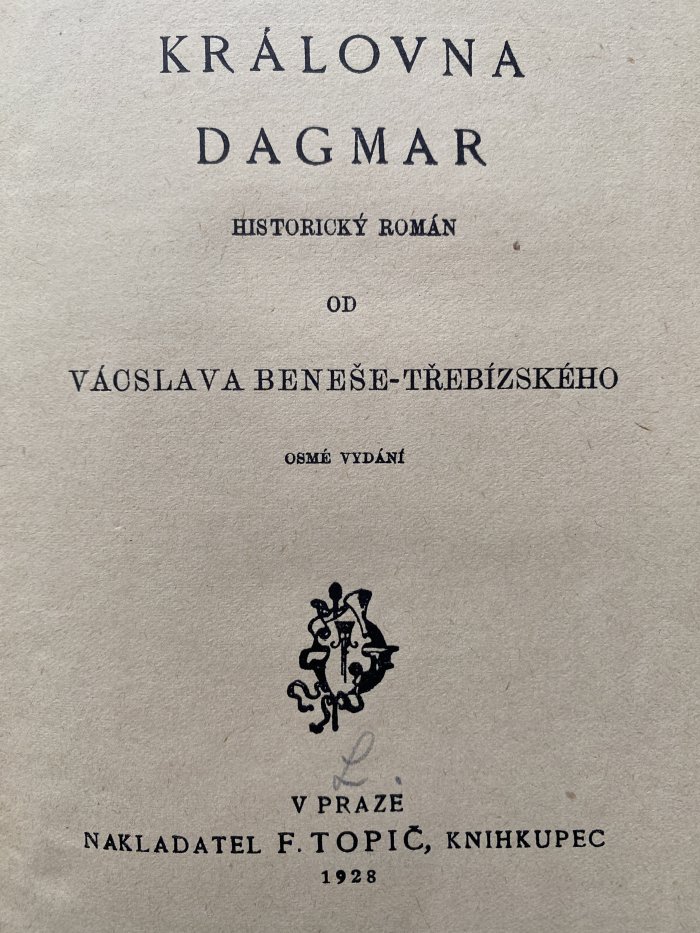 KRÁLOVNA
DAGMAR
HISTORICKÝ ROMÁN
OD
VÁCSLAVA BENEŠE-TŘEBÍZSKÉHO
OSMÉ VYDÁNÍ
L.
V PRAZE
NAKLADATEL F. TOPIČ, KNIHKUPEC
1928